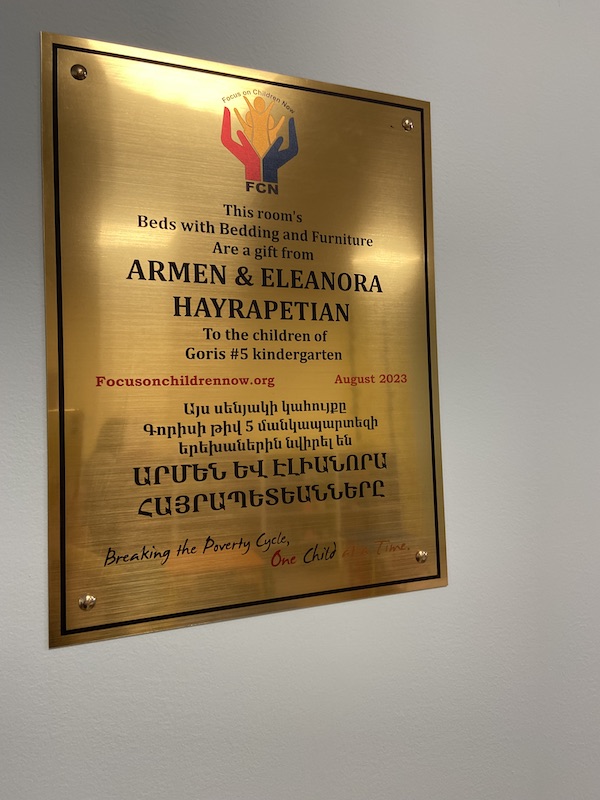 Focus on Children Now
FCN
This room's
Beds with Bedding and Furniture
Are a gift from
ARMEN & ELEANORA
HAYRAPETIAN
To the children of
Goris #5 kindergarten
Focusonchildrennow.org August 2023
Այս սենյակի կահույքը
Գորիսի թիվ 5 մանկապարտեզի
երեխաներին նվիրել են
ԱՐՄԵՆ ԵՎ ԷԼԻԱՆՈՐԱ
ՀԱՅՐԱՊԵՏԵԱՆՆԵՐԸ
Breaking the Poverty Cycle,
One Child at a Time.